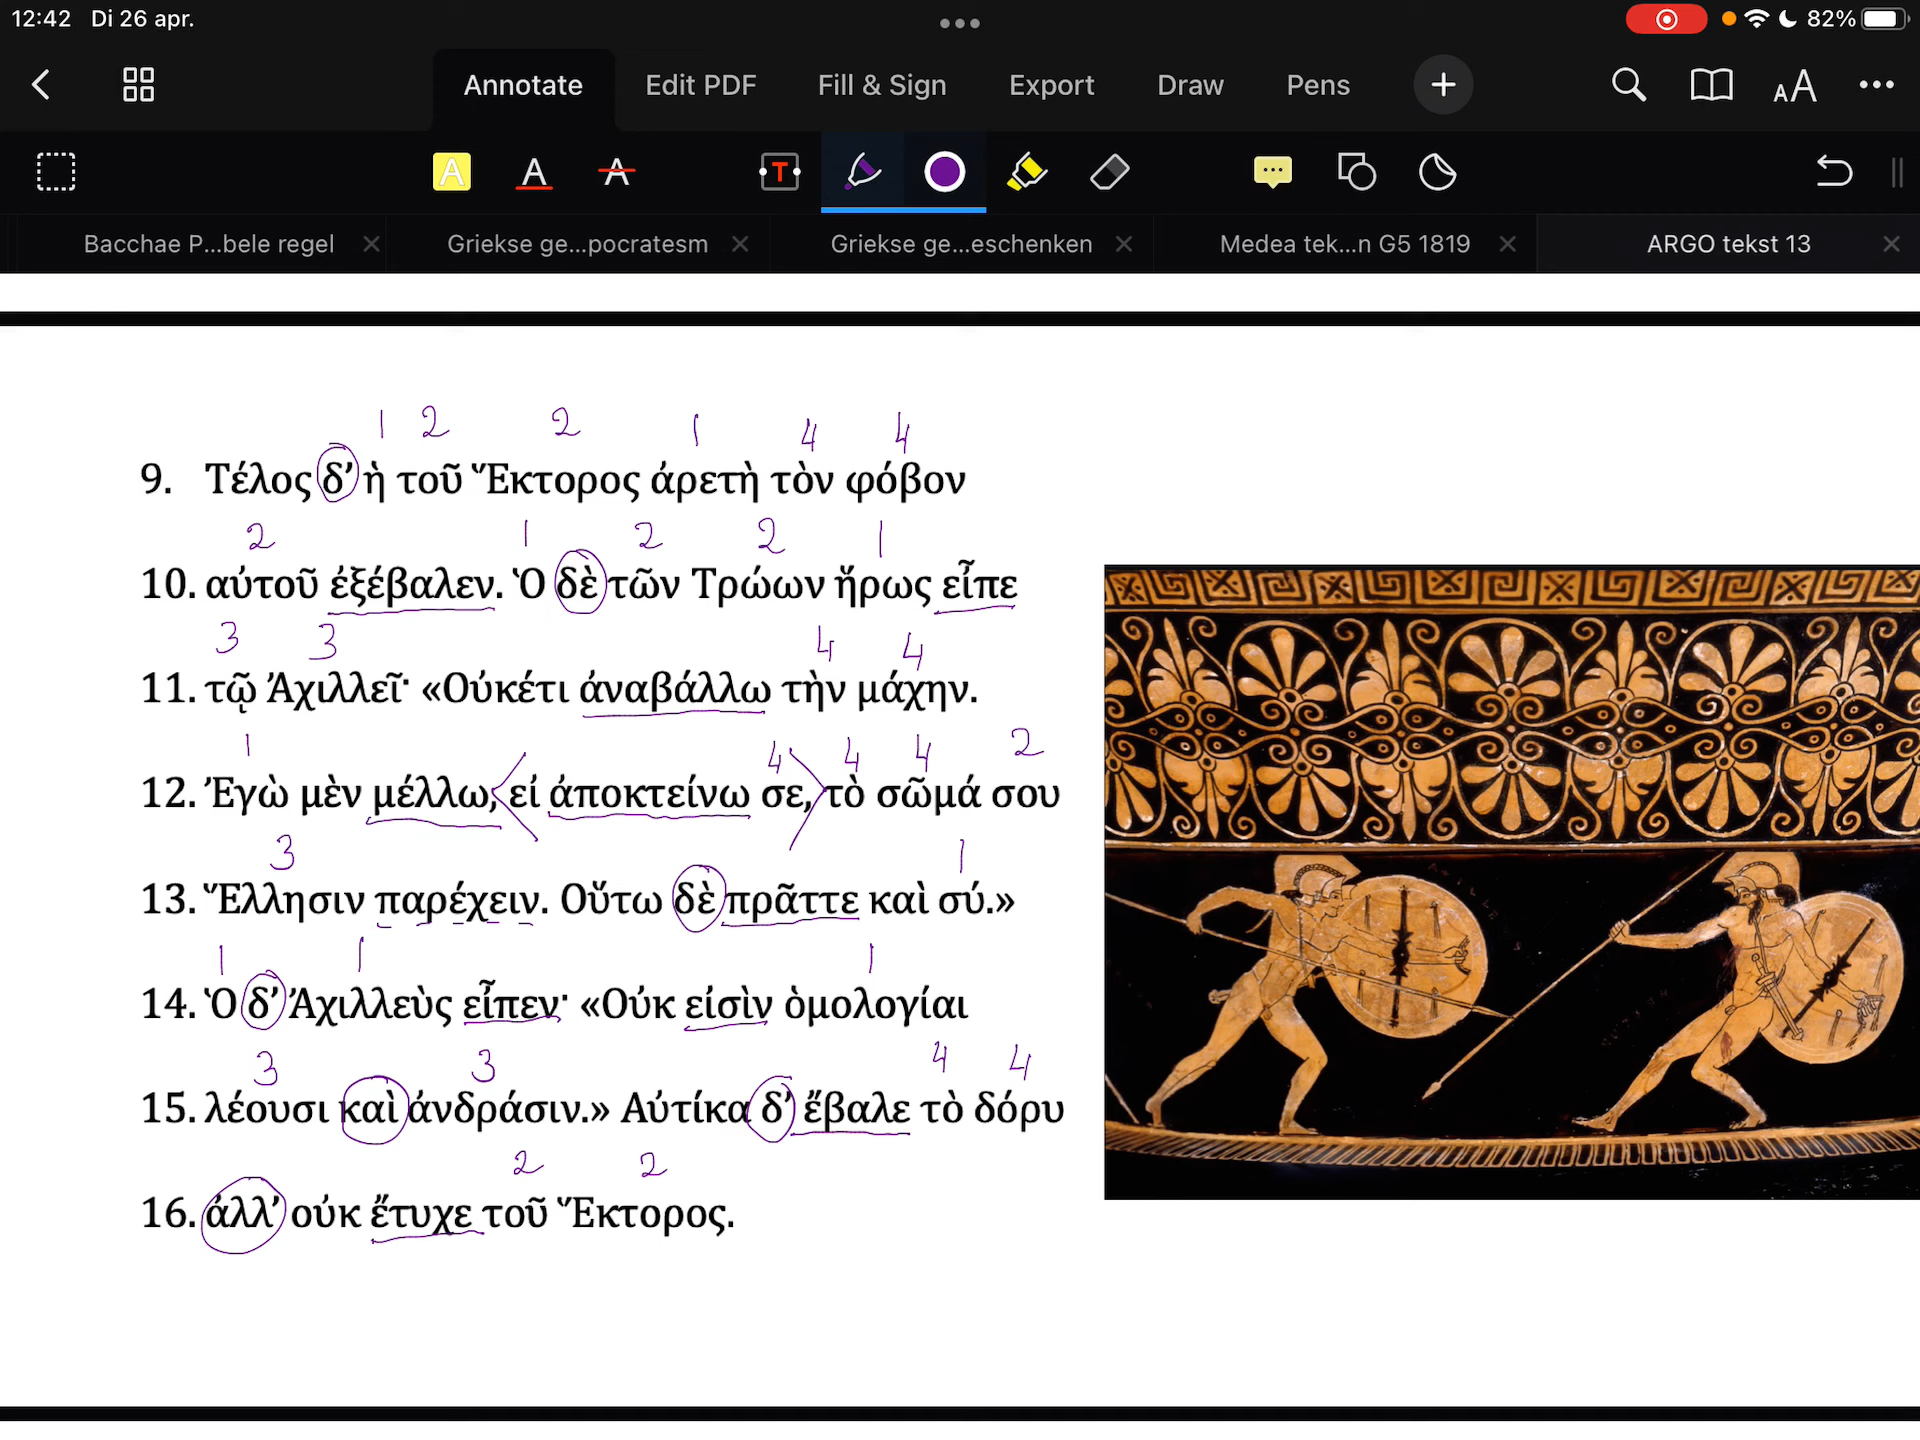 12:42 Di 26 apr. 82%
Annotate Edit PDF Fill & Sign Export Draw Pens
Bacchae P...bele regel Griekse ge...pocratesm Griekse ge...eschenken Medea tek...n G5 1819 ARGO tekst 13
1 2 2 1 4 4
9. Τέλος δ’ ἡ τοῦ Ἕκτορος ἀρετὴ τὸν φόβον
2 1 2 2 1
10. αὐτοῦ ἐξέβαλεν. Ὁ δὲ τῶν Τρώων ἥρως εἶπε
3 3 4 4
11. τῷ Ἀχιλλεῖ· «Οὐκέτι ἀναβάλλω τὴν μάχην.
1 4 4 4 2
12. Ἐγὼ μὲν μέλλω, εἰ ἀποκτείνω σε, τὸ σῶμά σου
3 1
13. Ἕλλησιν παρέχειν. Οὕτω δὲ πρᾶττε καὶ σύ.»
1 1 1
14. Ὁ δ’ Ἀχιλλεὺς εἶπεν· «Οὐκ εἰσὶν ὁμολογίαι
3 3 4 4
15. λέουσι καὶ ἀνδράσιν.» Αὐτίκα δ’ ἔβαλε τὸ δόρυ
2 2
16. ἀλλ’ οὐκ ἔτυχε τοῦ Ἕκτορος.